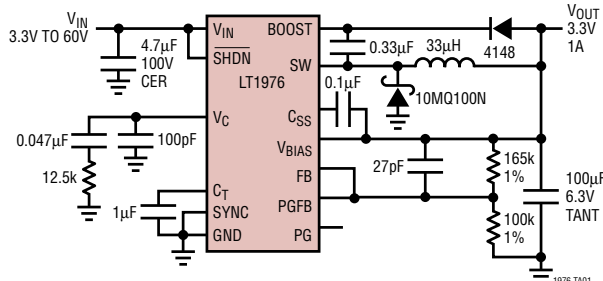 VIN
3.3V TO 60V
4.7µF
100V
CER
VIN
SHDN
LT1976
VC
CT
SYNC
GND
BOOST
SW
CSS
VBIAS
FB
PGFB
PG
0.047µF
12.5k
100pF
1µF
0.33µF
33µH
4148
VOUT
3.3V
1A
0.1µF
10MQ100N
27pF
165k
1%
100k
1%
100µF
6.3V
TANT
1976 TA01